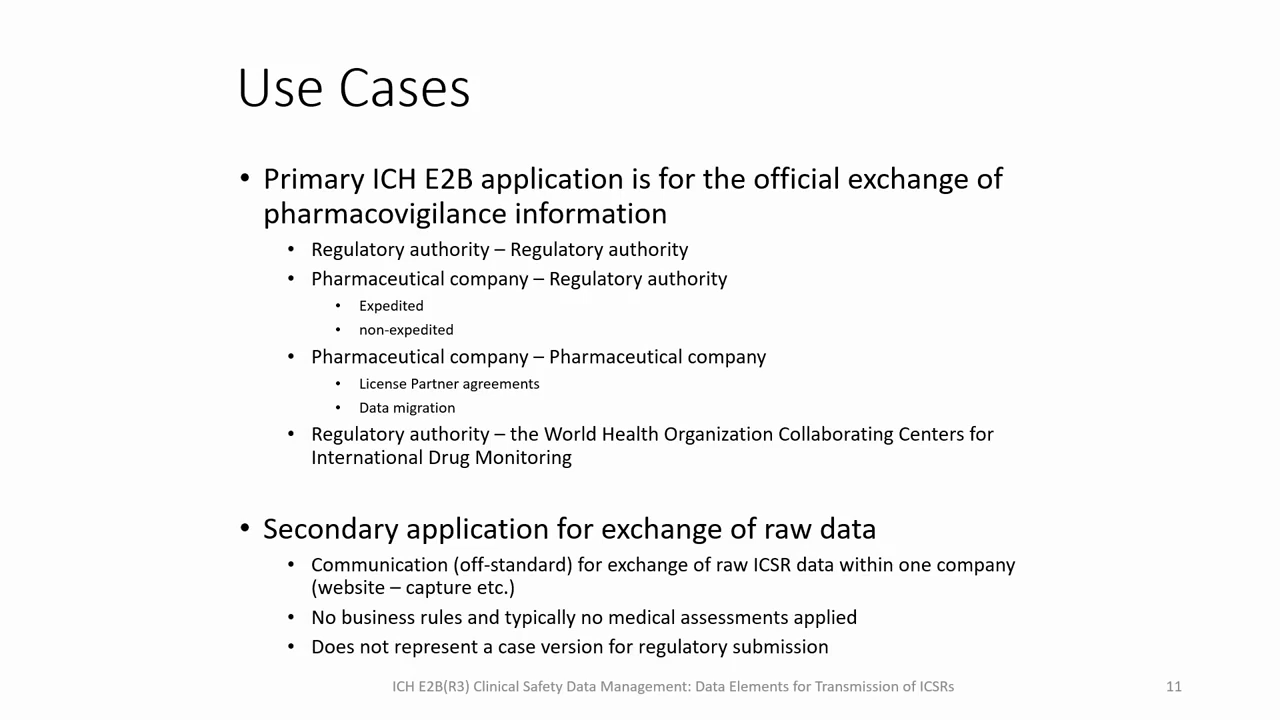 Use Cases
• Primary ICH E2B application is for the official exchange of
pharmacovigilance information
• Regulatory authority – Regulatory authority
• Pharmaceutical company – Regulatory authority
• Expedited
• non-expedited
• Pharmaceutical company – Pharmaceutical company
• License Partner agreements
• Data migration
• Regulatory authority – the World Health Organization Collaborating Centers for
International Drug Monitoring
• Secondary application for exchange of raw data
• Communication (off-standard) for exchange of raw ICSR data within one company
(website – capture etc.)
• No business rules and typically no medical assessments applied
• Does not represent a case version for regulatory submission
ICH E2B(R3) Clinical Safety Data Management: Data Elements for Transmission of ICSRs
11